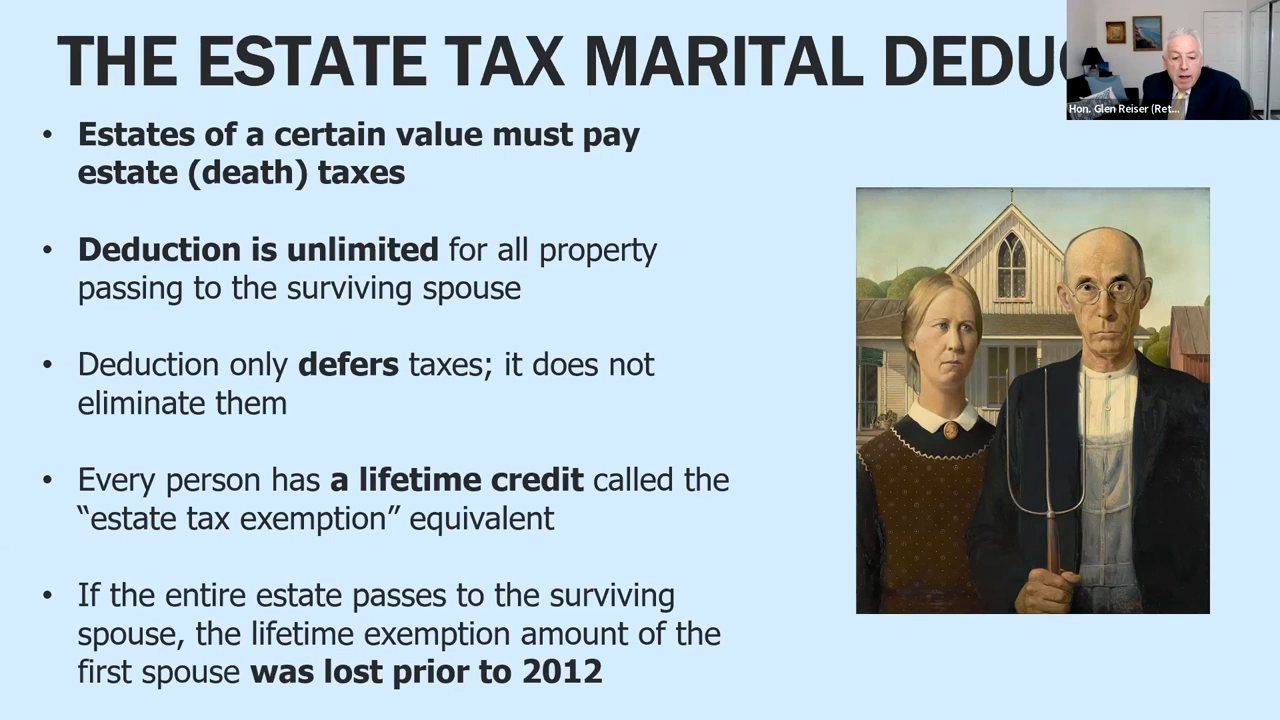 THE ESTATE TAX MARITAL DEDU
Hon. Glen Reiser (Ret...
• Estates of a certain value must pay
estate (death) taxes
• Deduction is unlimited for all property
passing to the surviving spouse
• Deduction only defers taxes; it does not
eliminate them
• Every person has a lifetime credit called the
“estate tax exemption” equivalent
• If the entire estate passes to the surviving
spouse, the lifetime exemption amount of the
first spouse was lost prior to 2012